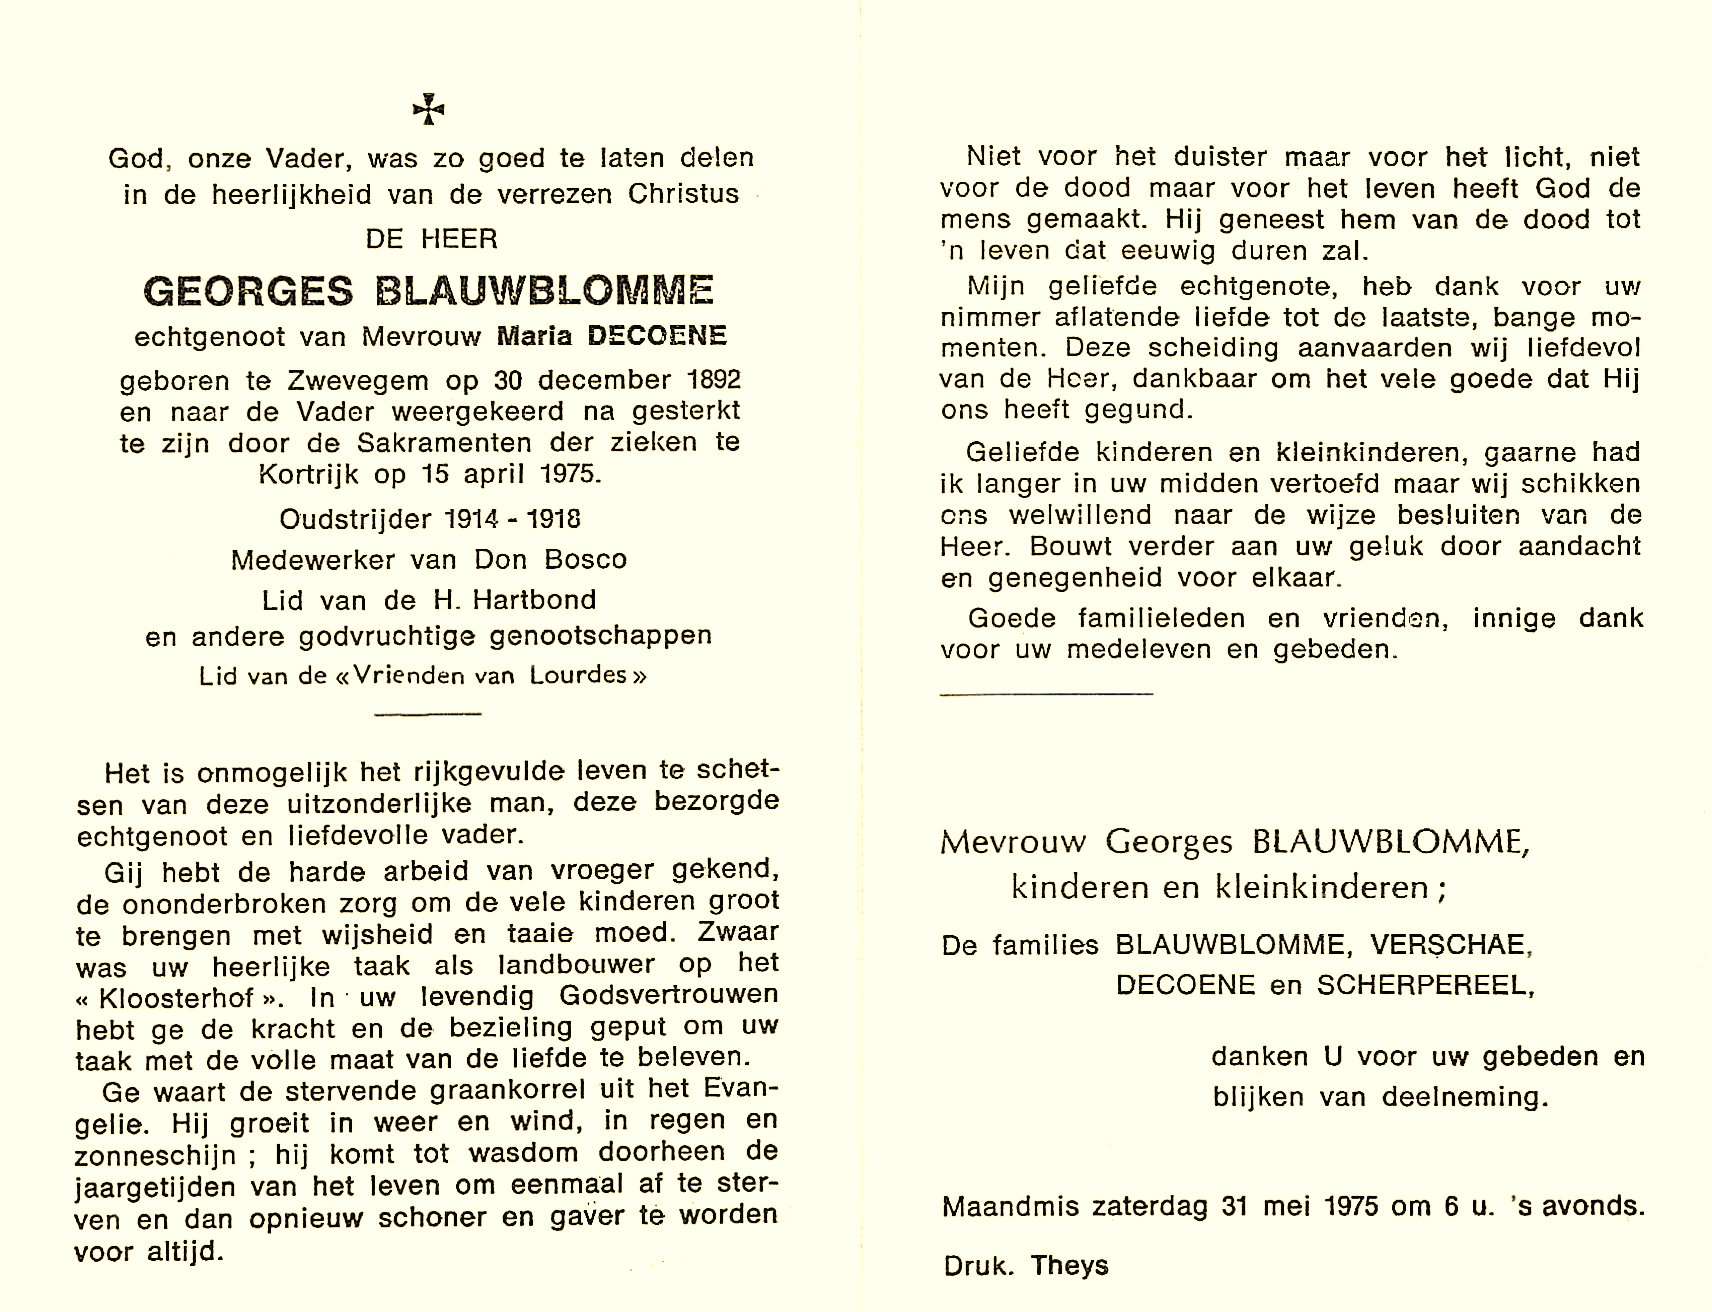 God, onze Vader, was zo goed te laten delen
in de heerlijkheid van de verrezen Christus
DE HEER
GEORGES BLAUWBLOMME
echtgenoot van Mevrouw Maria DECOENE
geboren te Zwevegem op 30 december 1892
en naar de Vader weergekeerd na gesterkt
te zijn door de Sakramenten der zieken te
Kortrijk op 15 april 1975.
Oudstrijder 1914 - 1918
Medewerker van Don Bosco
Lid van de H. Hartbond
en andere godvruchtige genootschappen
Lid van de «Vrienden van Lourdes»
Het is onmogelijk het rijkgevulde leven te schet-
sen van deze uitzonderlijke man, deze bezorgde
echtgenoot en liefdevolle vader.
Gij hebt de harde arbeid van vroeger gekend,
de ononderbroken zorg om de vele kinderen groot
te brengen met wijsheid en taaie moed. Zwaar
was uw heerlijke taak als landbouwer op het
« Kloosterhof ». In uw levendig Godsvertrouwen
hebt ge de kracht en de bezieling geput om uw
taak met de volle maat van de liefde te beleven.
Ge waart de stervende graankorrel uit het Evan-
gelie. Hij groeit in weer en wind, in regen en
zonneschijn ; hij komt tot wasdom doorheen de
jaargetijden van het leven om eenmaal af te ster-
ven en dan opnieuw schoner en gaver te worden
voor altijd.
Niet voor het duister maar voor het licht, niet
voor de dood maar voor het leven heeft God de
mens gemaakt. Hij geneest hem van de dood tot
'n leven dat eeuwig duren zal.
Mijn geliefde echtgenote, heb dank voor uw
nimmer aflatende liefde tot de laatste, bange mo-
menten. Deze scheiding aanvaarden wij liefdevol
van de Heer, dankbaar om het vele goede dat Hij
ons heeft gegund.
Geliefde kinderen en kleinkinderen, gaarne had
ik langer in uw midden vertoefd maar wij schikken
ons welwillend naar de wijze besluiten van de
Heer. Bouwt verder aan uw geluk door aandacht
en genegenheid voor elkaar.
Goede familieleden en vrienden, innige dank
voor uw medeleven en gebeden.
Mevrouw Georges BLAUWBLOMME,
kinderen en kleinkinderen ;
De families BLAUWBLOMME, VERSCHAE,
DECOENE en SCHERPEREEL,
danken U voor uw gebeden en
blijken van deelneming.
Maandmis zaterdag 31 mei 1975 om 6 u. 's avonds.
Druk. Theys